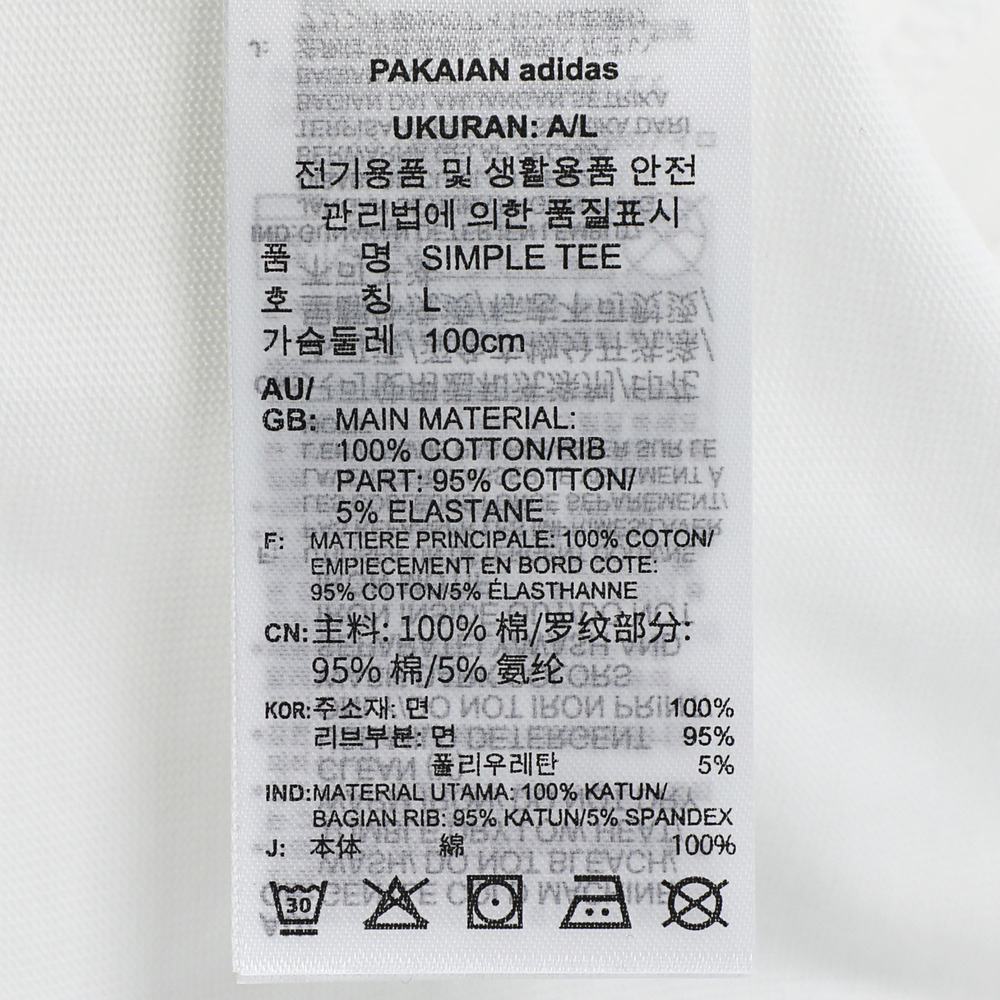 PAKAIAN adidas
UKURAN: A/L
전기용품 및 생활용품 안전
관리법에 의한 품질표시
품 명 SIMPLE TEE
호 칭 L
가슴둘레 100cm
AU/
GB: MAIN MATERIAL:
100% COTTON/RIB
PART: 95% COTTON/
5% ELASTANE
F: MATIERE PRINCIPALE: 100% COTON/
EMPIECEMENT EN BORD COTE:
95% COTON/5% ÉLASTHANNE
CN: 主料: 100% 棉/罗纹部分:
95% 棉/5% 氨纶
KOR: 주소재: 면 100%
리브부분: 면 95%
폴리우레탄 5%
IND: MATERIAL UTAMA: 100% KATUN/
BAGIAN RIB: 95% KATUN/5% SPANDEX
J: 本体 綿 100%
30